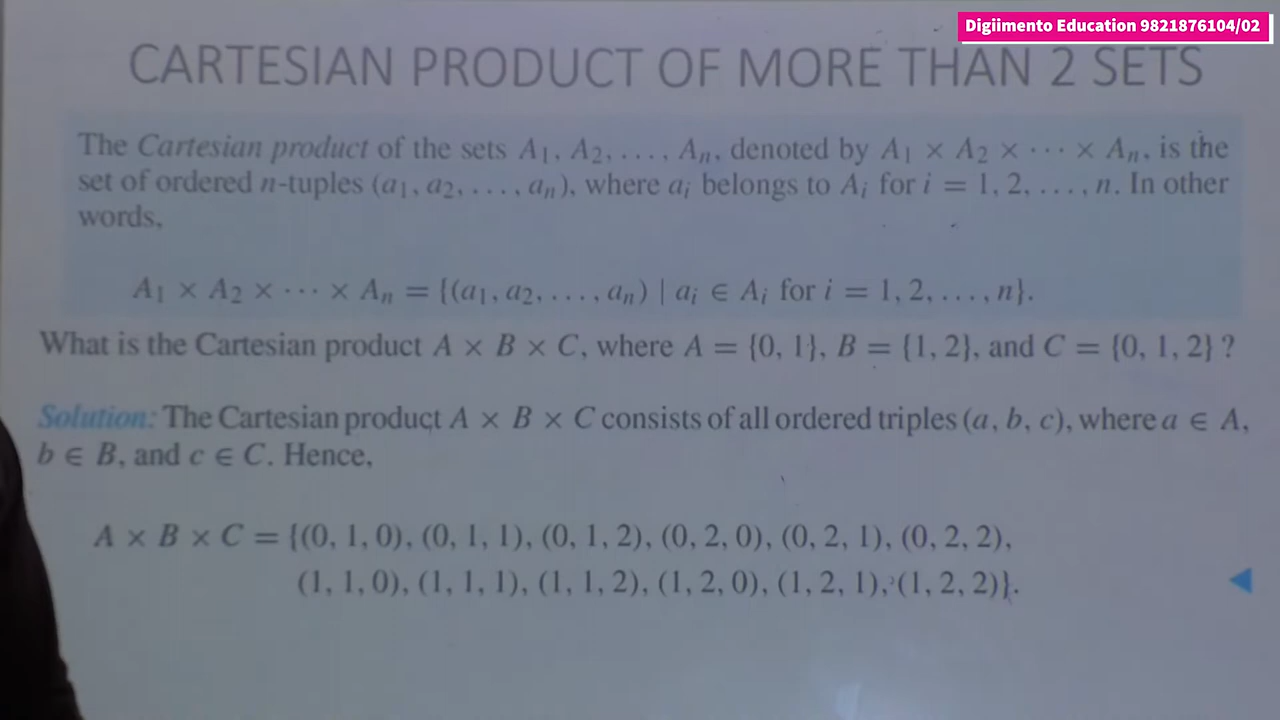 Digiimento Education 9821876104/02
CARTESIAN PRODUCT OF MORE THAN 2 SETS
The Cartesian product of the sets A₁, A₂, . . . , Aₙ, denoted by A₁ × A₂ × ··· × Aₙ, is the
set of ordered n-tuples (a₁, a₂, . . . , aₙ), where aᵢ belongs to Aᵢ for i = 1, 2, . . . , n. In other
words,
A₁ × A₂ × ··· × Aₙ = {(a₁, a₂, . . . , aₙ) | aᵢ ∈ Aᵢ for i = 1, 2, . . . , n}.
What is the Cartesian product A × B × C, where A = {0, 1}, B = {1, 2}, and C = {0, 1, 2} ?
Solution: The Cartesian product A × B × C consists of all ordered triples (a, b, c), where a ∈ A,
b ∈ B, and c ∈ C. Hence,
A × B × C = {(0, 1, 0), (0, 1, 1), (0, 1, 2), (0, 2, 0), (0, 2, 1), (0, 2, 2),
(1, 1, 0), (1, 1, 1), (1, 1, 2), (1, 2, 0), (1, 2, 1), (1, 2, 2)}.